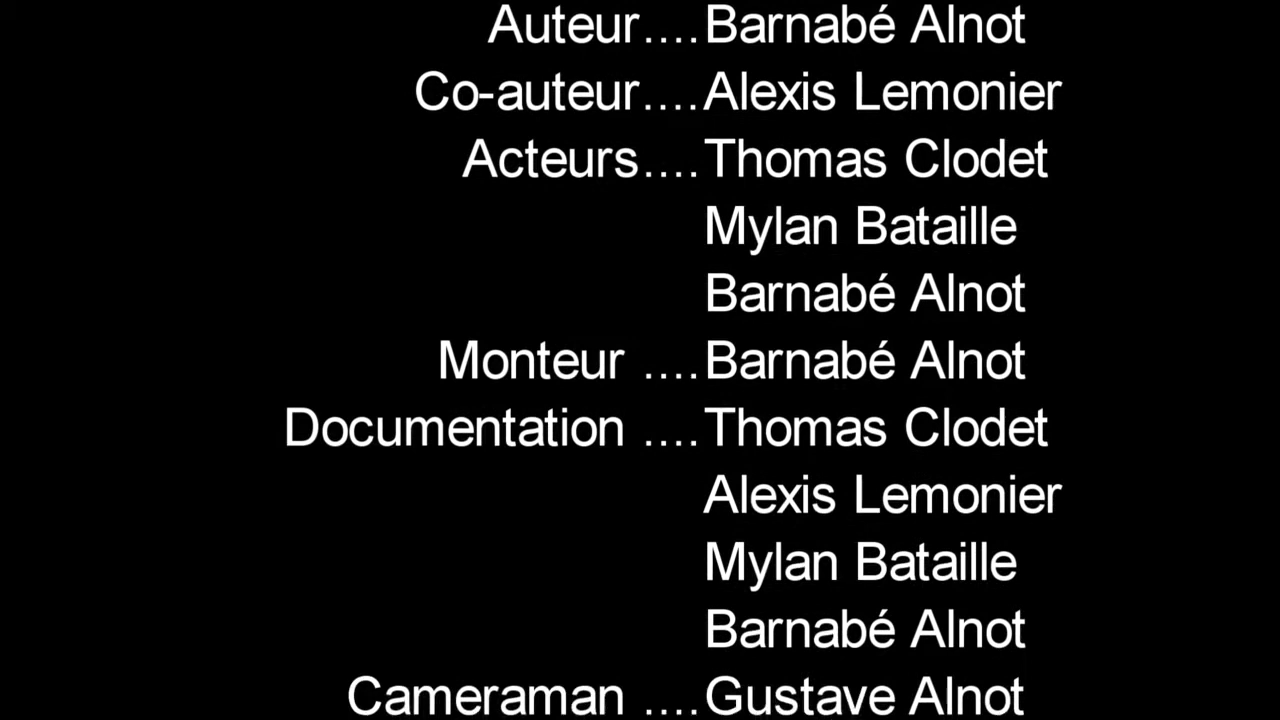 Auteur....Barnabé Alnot
Co-auteur....Alexis Lemonier
Acteurs....Thomas Clodet
Mylan Bataille
Barnabé Alnot
Monteur ....Barnabé Alnot
Documentation ....Thomas Clodet
Alexis Lemonier
Mylan Bataille
Barnabé Alnot
Cameraman ....Gustave Alnot